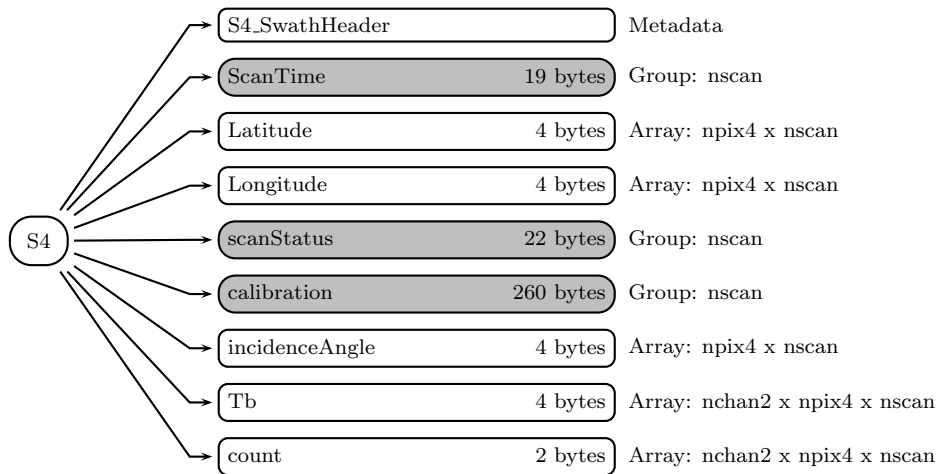 S4_SwathHeader Metadata
ScanTime 19 bytes Group: nscan
Latitude 4 bytes Array: npix4 x nscan
Longitude 4 bytes Array: npix4 x nscan
S4 scanStatus 22 bytes Group: nscan
calibration 260 bytes Group: nscan
incidenceAngle 4 bytes Array: npix4 x nscan
Tb 4 bytes Array: nchan2 x npix4 x nscan
count 2 bytes Array: nchan2 x npix4 x nscan